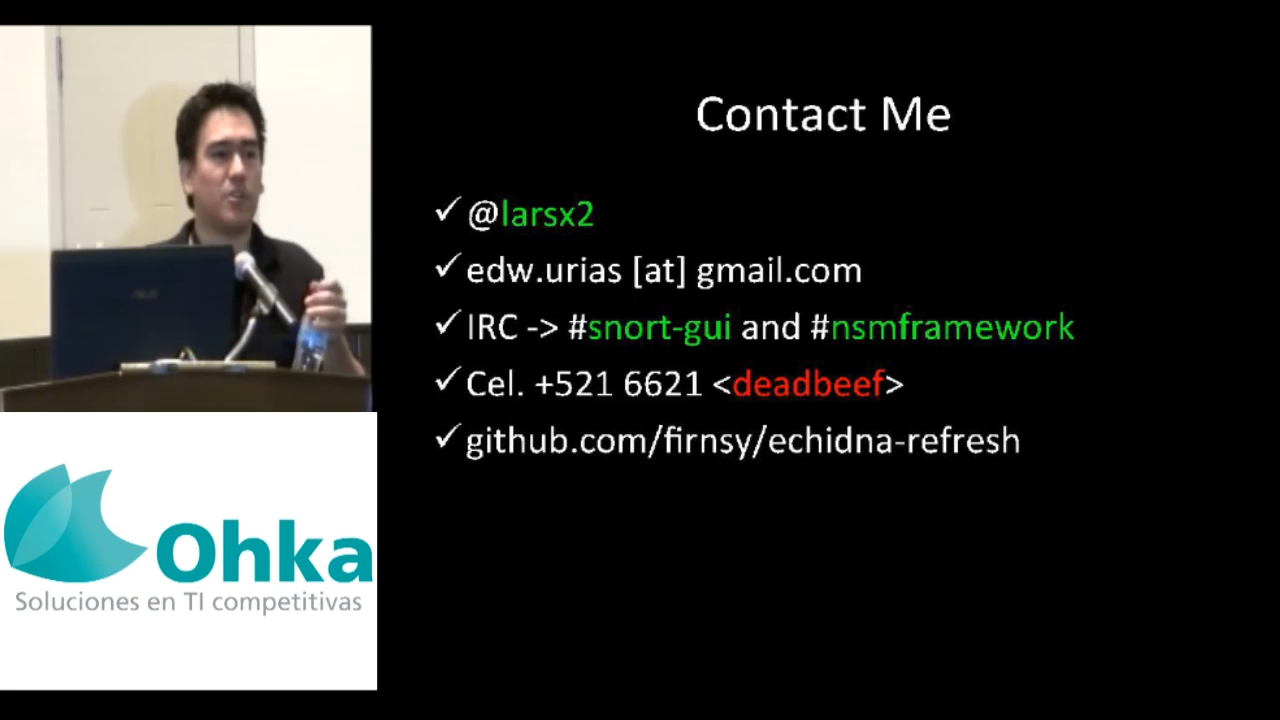 Contact Me
✓ @larsx2
✓ edw.urias [at] gmail.com
✓ IRC -> #snort-gui and #nsmframework
✓ Cel. +521 6621 <deadbeef>
✓ github.com/firnsy/echidna-refresh
Ohka
Soluciones en TI competitivas